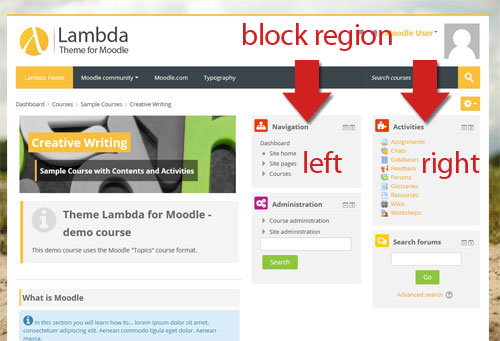 Lambda
Theme for Moodle
block region
Moodle User
Lambda Home
Moodle community
Moodle.com
Typography
Search courses
Dashboard
Courses
Sample Courses
Creative Writing
Creative Writing
Sample Course with Contents and Activities
Theme Lambda for Moodle -
demo course
This demo course uses the Moodle "Topics" course format.
What is Moodle
In this section you will learn how to... lorem ipsum dolor sit amet,
consectetuer adipiscing elit. Aenean commodo ligula eget dolor. Aenean
massa.
Navigation
left
Dashboard
Site home
Site pages
Courses
Administration
Course administration
Site administration
Search
Activities
right
Assignments
Chats
Databases
Feedback
Forums
Glossaries
Resources
Wikis
Workshops
Search forums
Go
Advanced search